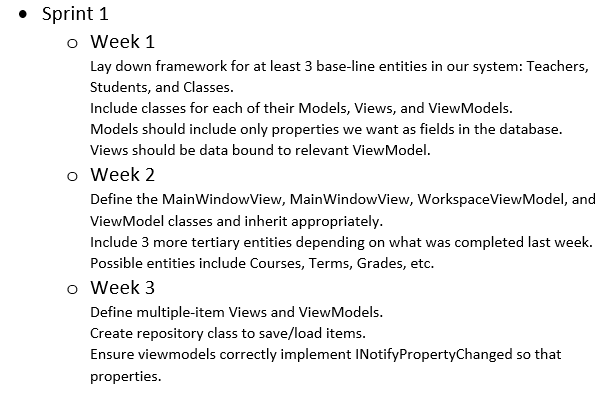 • Sprint 1
o Week 1
Lay down framework for at least 3 base-line entities in our system: Teachers,
Students, and Classes.
Include classes for each of their Models, Views, and ViewModels.
Models should include only properties we want as fields in the database.
Views should be data bound to relevant ViewModel.
o Week 2
Define the MainWindowView, MainWindowView, WorkspaceViewModel, and
ViewModel classes and inherit appropriately.
Include 3 more tertiary entities depending on what was completed last week.
Possible entities include Courses, Terms, Grades, etc.
o Week 3
Define multiple-item Views and ViewModels.
Create repository class to save/load items.
Ensure viewmodels correctly implement INotifyPropertyChanged so that
properties.